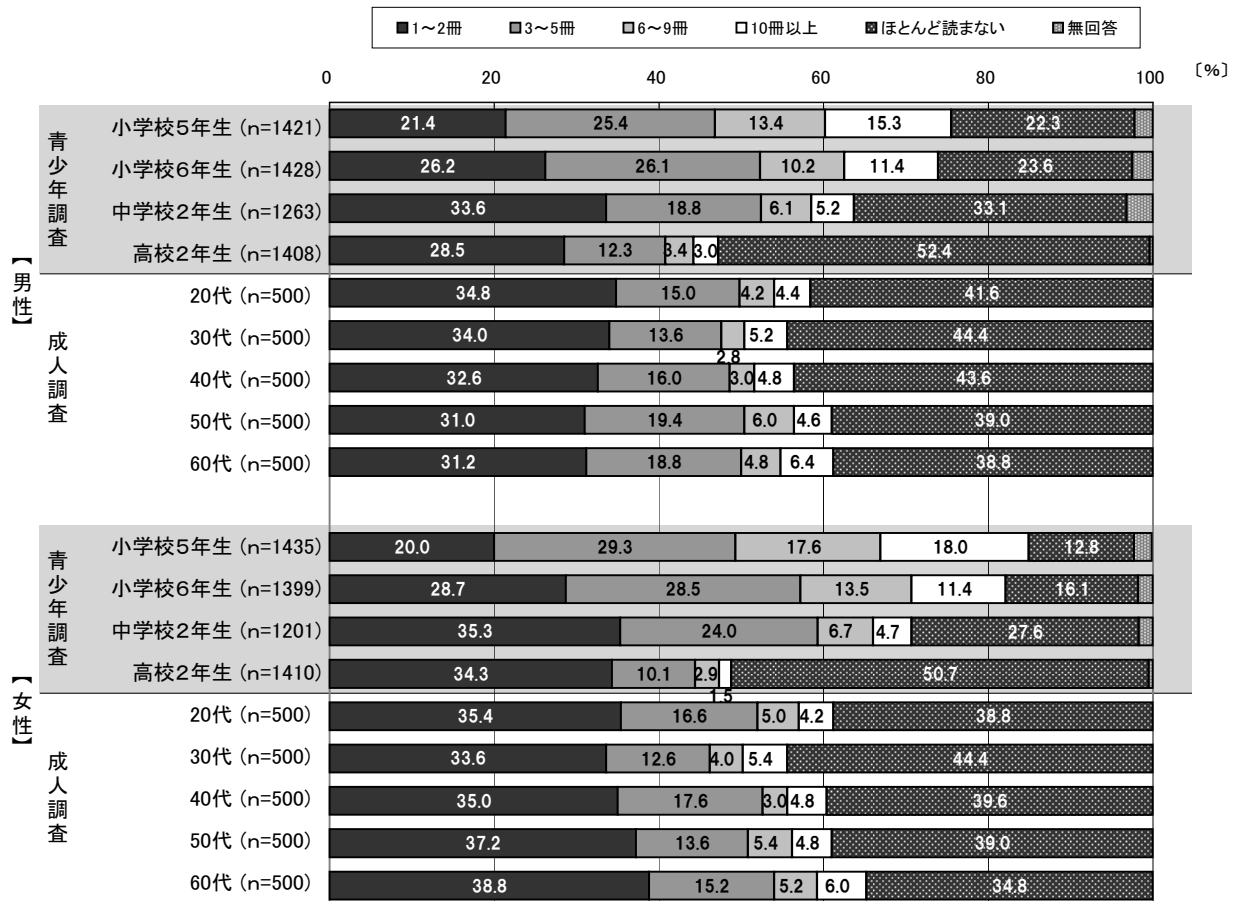 ■1～2冊 ■3～5冊 ■6～9冊 □10冊以上 ■ほとんど読まない ■無回答
0 20 40 60 80 100 〔%〕
【男性】
青少年調査
小学校5年生 (n=1421) 21.4 25.4 13.4 15.3 22.3
小学校6年生 (n=1428) 26.2 26.1 10.2 11.4 23.6
中学校2年生 (n=1263) 33.6 18.8 6.1 5.2 33.1
高校2年生 (n=1408) 28.5 12.3 3.4 3.0 52.4
成人調査
20代 (n=500) 34.8 15.0 4.2 4.4 41.6
30代 (n=500) 34.0 13.6 2.8 5.2 44.4
40代 (n=500) 32.6 16.0 3.0 4.8 43.6
50代 (n=500) 31.0 19.4 6.0 4.6 39.0
60代 (n=500) 31.2 18.8 4.8 6.4 38.8
【女性】
青少年調査
小学校5年生 (n=1435) 20.0 29.3 17.6 18.0 12.8
小学校6年生 (n=1399) 28.7 28.5 13.5 11.4 16.1
中学校2年生 (n=1201) 35.3 24.0 6.7 4.7 27.6
高校2年生 (n=1410) 34.3 10.1 2.9 1.5 50.7
成人調査
20代 (n=500) 35.4 16.6 5.0 4.2 38.8
30代 (n=500) 33.6 12.6 4.0 5.4 44.4
40代 (n=500) 35.0 17.6 3.0 4.8 39.6
50代 (n=500) 37.2 13.6 5.4 4.8 39.0
60代 (n=500) 38.8 15.2 5.2 6.0 34.8